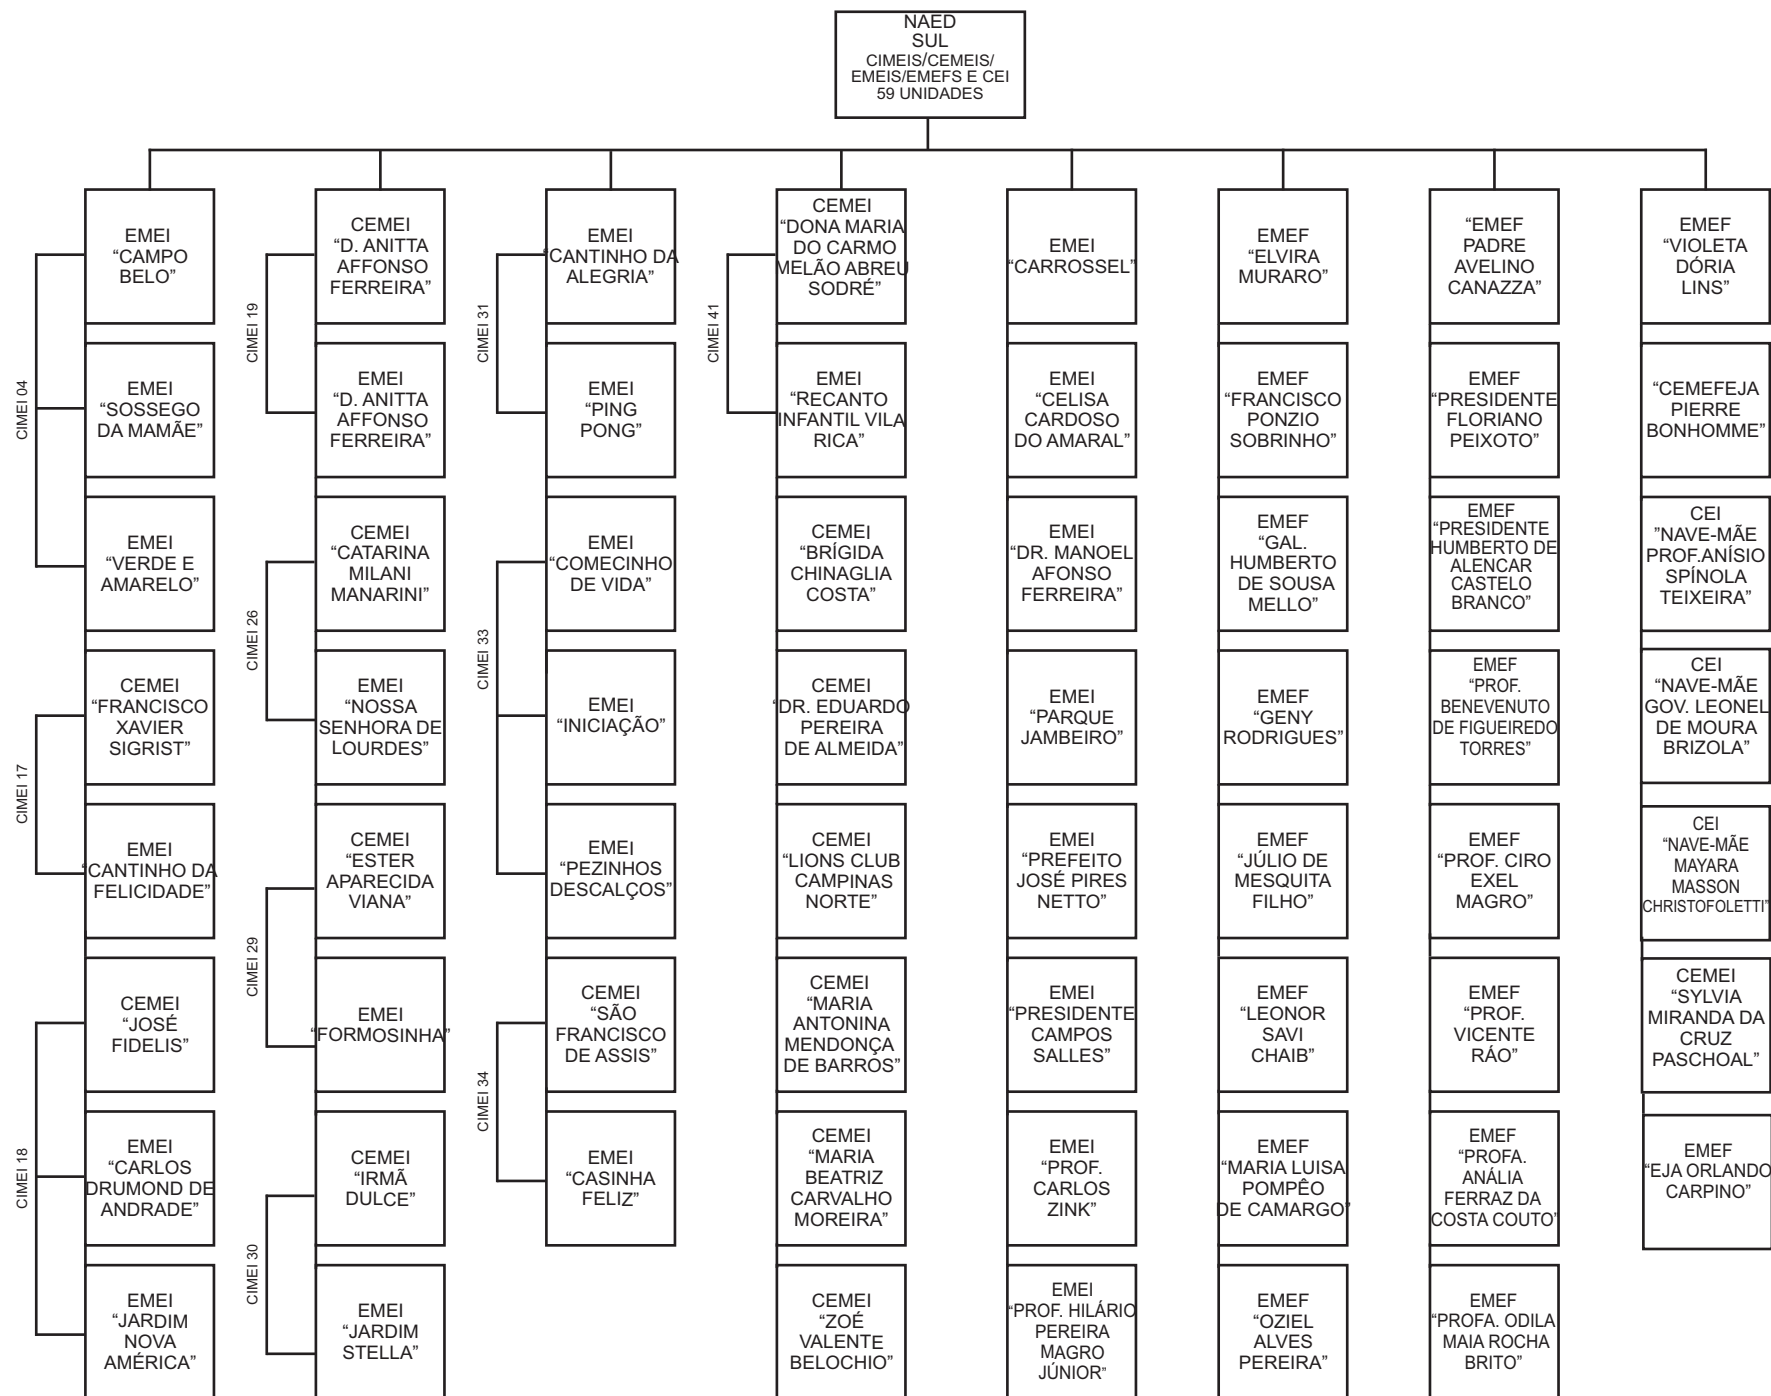 NAED
SUL
CIMEIS/CEMEIS/
EMEIS/EMEFS E CEI
59 UNIDADES
CIMEI 04
EMEI
“CAMPO
BELO”
EMEI
“SOSSEGO
DA MAMÃE”
EMEI
“VERDE E
AMARELO”
CIMEI 17
CEMEI
“FRANCISCO
XAVIER
SIGRIST”
EMEI
“CANTINHO DA
FELICIDADE”
CIMEI 18
CEMEI
“JOSÉ
FIDELIS”
EMEI
“CARLOS
DRUMOND DE
ANDRADE”
EMEI
“JARDIM
NOVA
AMÉRICA”
CIMEI 19
CEMEI
“D. ANITTA
AFFONSO
FERREIRA”
EMEI
“D. ANITTA
AFFONSO
FERREIRA”
CIMEI 26
CEMEI
“CATARINA
MILANI
MANARINI”
EMEI
“NOSSA
SENHORA DE
LOURDES”
CIMEI 29
CEMEI
“ESTER
APARECIDA
VIANA”
EMEI
“FORMOSINHA”
CIMEI 30
CEMEI
“IRMÃ
DULCE”
EMEI
“JARDIM
STELLA”
CIMEI 31
EMEI
“CANTINHO DA
ALEGRIA”
EMEI
“PING
PONG”
CIMEI 33
EMEI
“COMECINHO
DE VIDA”
EMEI
“INICIAÇÃO”
EMEI
“PEZINHOS
DESCALÇOS”
CIMEI 34
CEMEI
“SÃO
FRANCISCO
DE ASSIS”
EMEI
“CASINHA
FELIZ”
CIMEI 41
CEMEI
“DONA MARIA
DO CARMO
MELÃO ABREU
SODRÉ”
EMEI
“RECANTO
INFANTIL VILA
RICA”
CEMEI
“BRÍGIDA
CHINAGLIA
COSTA”
CEMEI
“DR. EDUARDO
PEREIRA
DE ALMEIDA”
CEMEI
“LIONS CLUB
CAMPINAS
NORTE”
CEMEI
“MARIA
ANTONINA
MENDONÇA
DE BARROS”
CEMEI
“MARIA
BEATRIZ
CARVALHO
MOREIRA”
CEMEI
“ZOÉ
VALENTE
BELOCHIO”
EMEI
“CARROSSEL”
EMEI
“CELISA
CARDOSO
DO AMARAL”
EMEI
“DR. MANOEL
AFONSO
FERREIRA”
EMEI
“PARQUE
JAMBEIRO”
EMEI
“PREFEITO
JOSÉ PIRES
NETTO”
EMEI
“PRESIDENTE
CAMPOS
SALLES”
EMEI
“PROF.
CARLOS
ZINK”
EMEI
“PROF. HILÁRIO
PEREIRA
MAGRO
JÚNIOR”
EMEF
“ELVIRA
MURARO”
EMEF
“FRANCISCO
PONZIO
SOBRINHO”
EMEF
“GAL.
HUMBERTO
DE SOUSA
MELLO”
EMEF
“GENY
RODRIGUES”
EMEF
“JÚLIO DE
MESQUITA
FILHO”
EMEF
“LEONOR
SAVI
CHAIB”
EMEF
“MARIA LUISA
POMPÊO
DE CAMARGO”
EMEF
“OZIEL
ALVES
PEREIRA”
“EMEF
PADRE
AVELINO
CANAZZA”
EMEF
“PRESIDENTE
FLORIANO
PEIXOTO”
EMEF
“PRESIDENTE
HUMBERTO DE
ALENCAR
CASTELO
BRANCO”
EMEF
“PROF.
BENEVENUTO
DE FIGUEIREDO
TORRES”
EMEF
“PROF. CIRO
EXEL
MAGRO”
EMEF
“PROF.
VICENTE
RÁO”
EMEF
“PROFA.
ANÁLIA
FERRAZ DA
COSTA COUTO”
EMEF
“PROFA. ODILA
MAIA ROCHA
BRITO”
EMEF
“VIOLETA
DÓRIA
LINS”
“CEMEFEJA
PIERRE
BONHOMME”
CEI
“NAVE-MÃE
PROF.ANÍSIO
SPÍNOLA
TEIXEIRA”
CEI
“NAVE-MÃE
GOV. LEONEL
DE MOURA
BRIZOLA”
CEI
“NAVE-MÃE
MAYARA
MASSON
CHRISTOFOLETTI”
CEMEI
“SYLVIA
MIRANDA DA
CRUZ
PASCHOAL”
EMEF
“EJA ORLANDO
CARPINO”